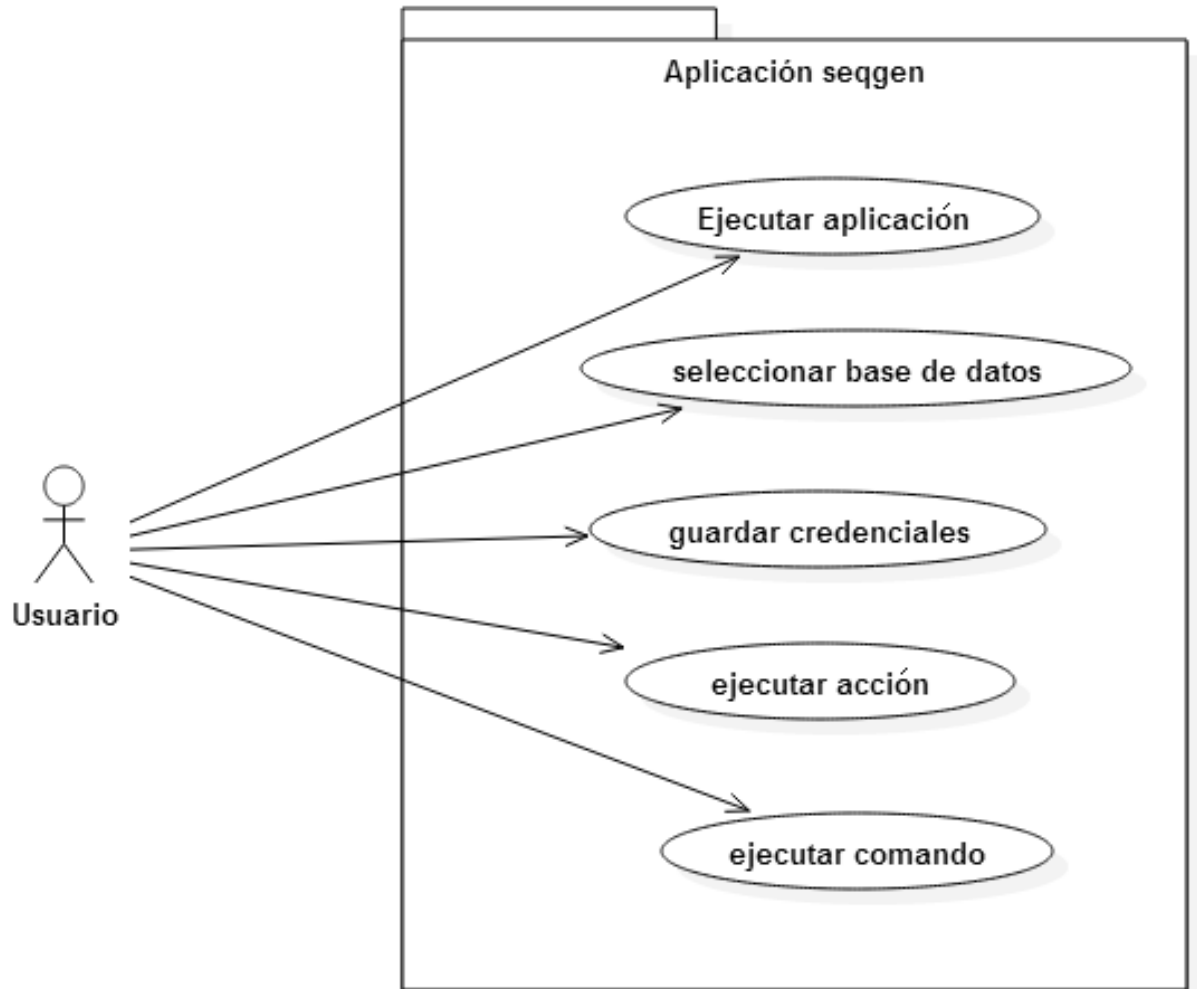 Aplicación seqgen
Ejecutar aplicación
seleccionar base de datos
guardar credenciales
Usuario
ejecutar acción
ejecutar comando